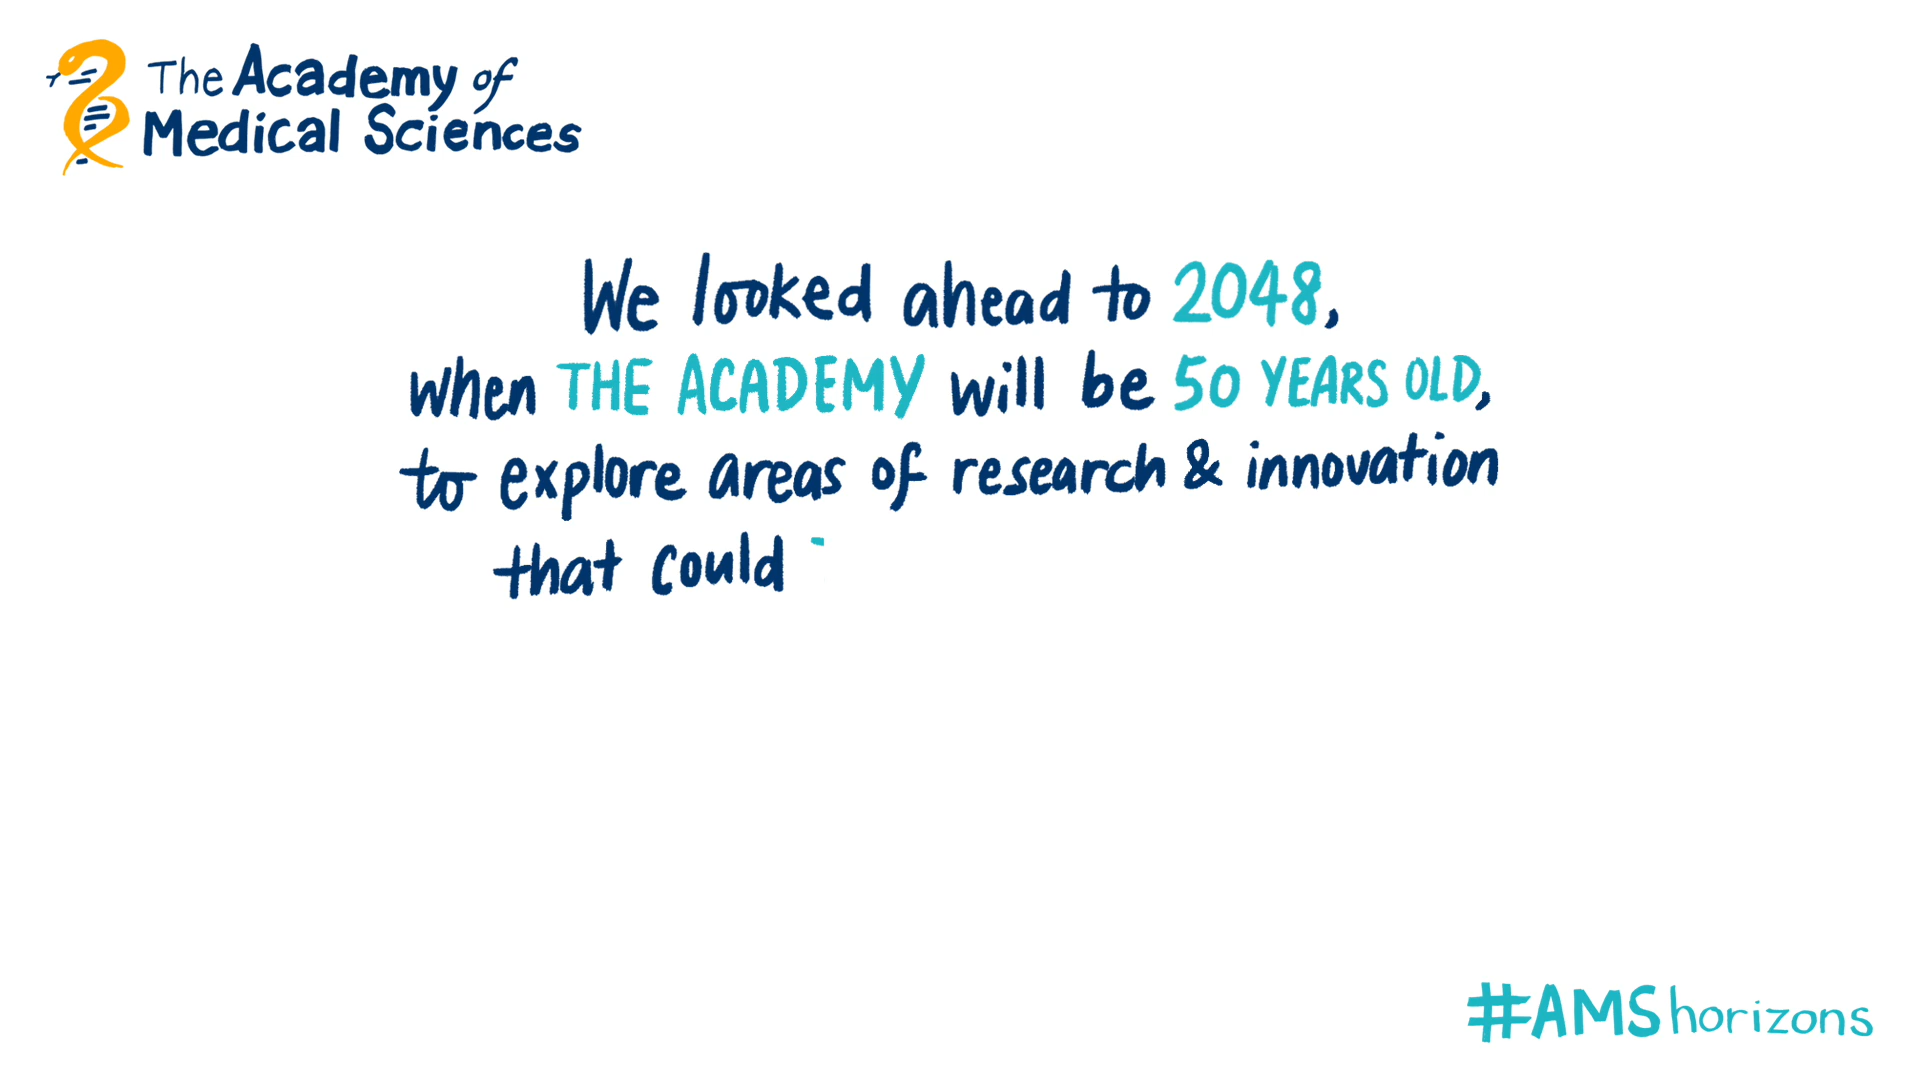 The Academy of
Medical Sciences
We looked ahead to 2048,
when THE ACADEMY will be 50 YEARS OLD,
to explore areas of research & innovation
that could
#AMShorizons